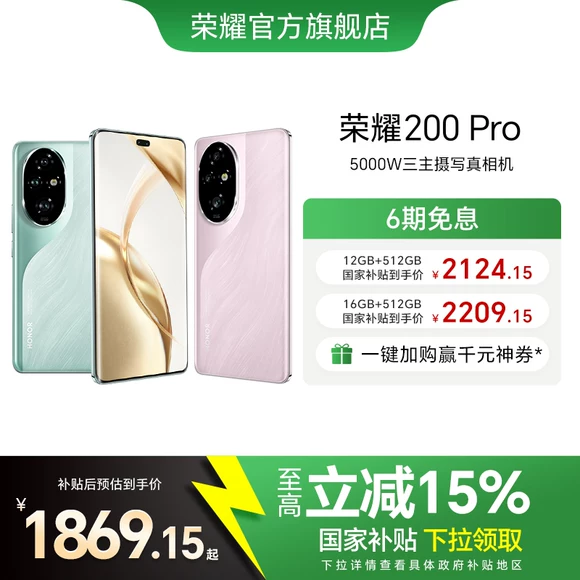 荣耀官方旗舰店
荣耀200 Pro
5000W三主摄写真相机
6期免息
12GB+512GB
国家补贴到手价 ¥2124.15
16GB+512GB
国家补贴到手价 ¥2209.15
一键加购赢千元神券*
HONOR
HONOR
补贴后预估到手价
¥1869.15起
至高立减15%
国家补贴 下拉领取
下拉详情查看具体政府补贴地区